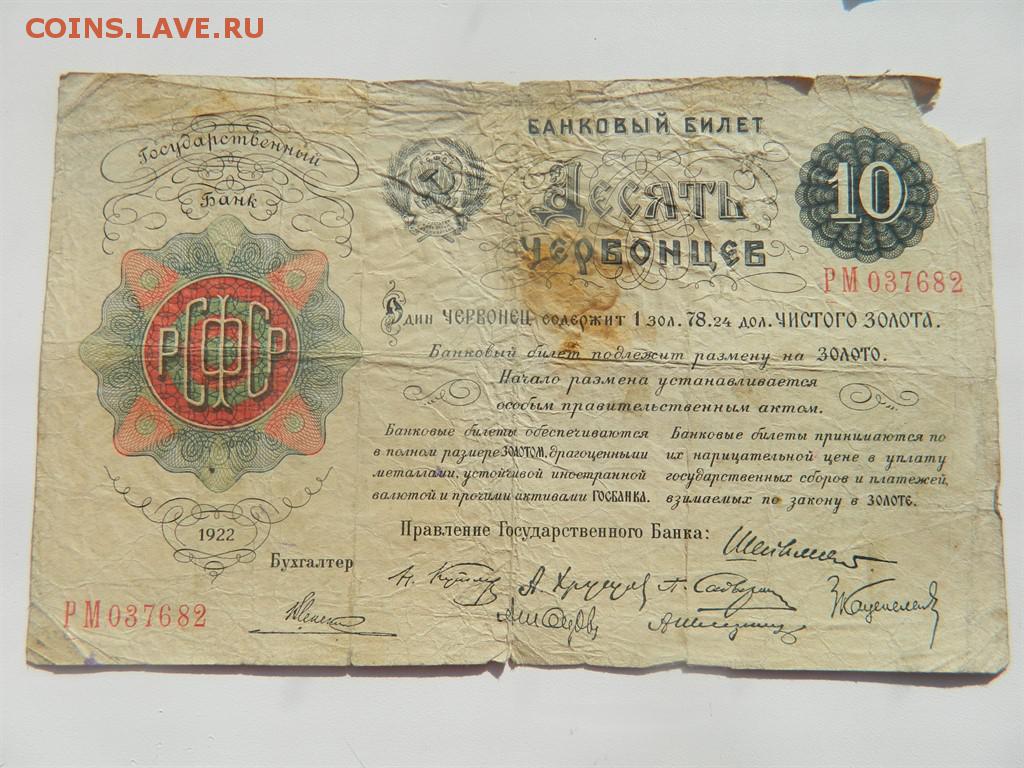 COINS.LAVE.RU
Государственный
Банк
РСФСР
1922
Бухгалтер
РМ 037682
БАНКОВЫЙ БИЛЕТ
Десять
ЧЕРВОНЦЕВ
10
РМ 037682
Один ЧЕРВОНЕЦ содержит 1 зол. 78.24 дол. ЧИСТОГО ЗОЛОТА.
Банковый билет подлежит размену на ЗОЛОТО.
Начало размена устанавливается
особым правительственным актом.
Банковые билеты обеспечиваются
в полном размере ЗОЛОТОМ, драгоценными
металлами, устойчивой иностранной
валютой и прочими активами ГОСБАНКА.
Банковые билеты принимаются по
их нарицательной цене в уплату
государственных сборов и платежей,
взимаемых по закону в ЗОЛОТЕ.
Правление Государственного Банка: